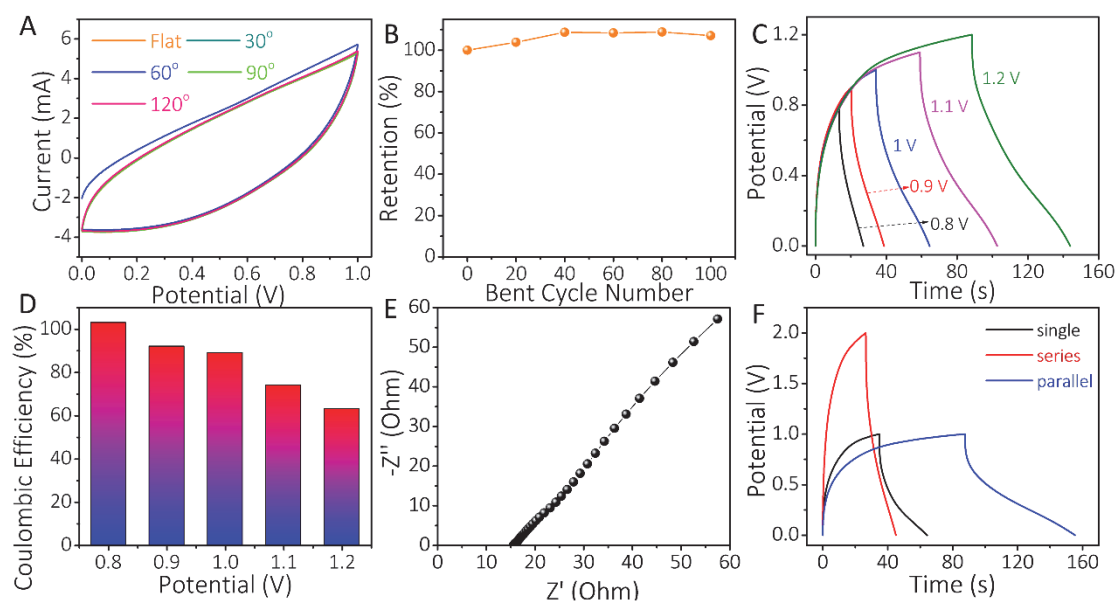 A
6
4
2
0
-2
-4
Current (mA)
Flat
30°
60°
90°
120°
0.0 0.2 0.4 0.6 0.8 1.0
Potential (V)
B
100
80
60
40
20
0
Retention (%)
0 20 40 60 80 100
Bent Cycle Number
C
1.2
0.8
0.4
0.0
Potential (V)
1.2 V
1.1 V
1 V
0.9 V
0.8 V
0 40 80 120 160
Time (s)
D
100
80
60
40
20
0
Coulombic Efficiency (%)
0.8 0.9 1.0 1.1 1.2
Potential (V)
E
60
50
40
30
20
10
0
-Z'' (Ohm)
0 10 20 30 40 50 60
Z' (Ohm)
F
2.0
1.5
1.0
0.5
0.0
Potential (V)
single
series
parallel
0 50 100 150
Time (s)